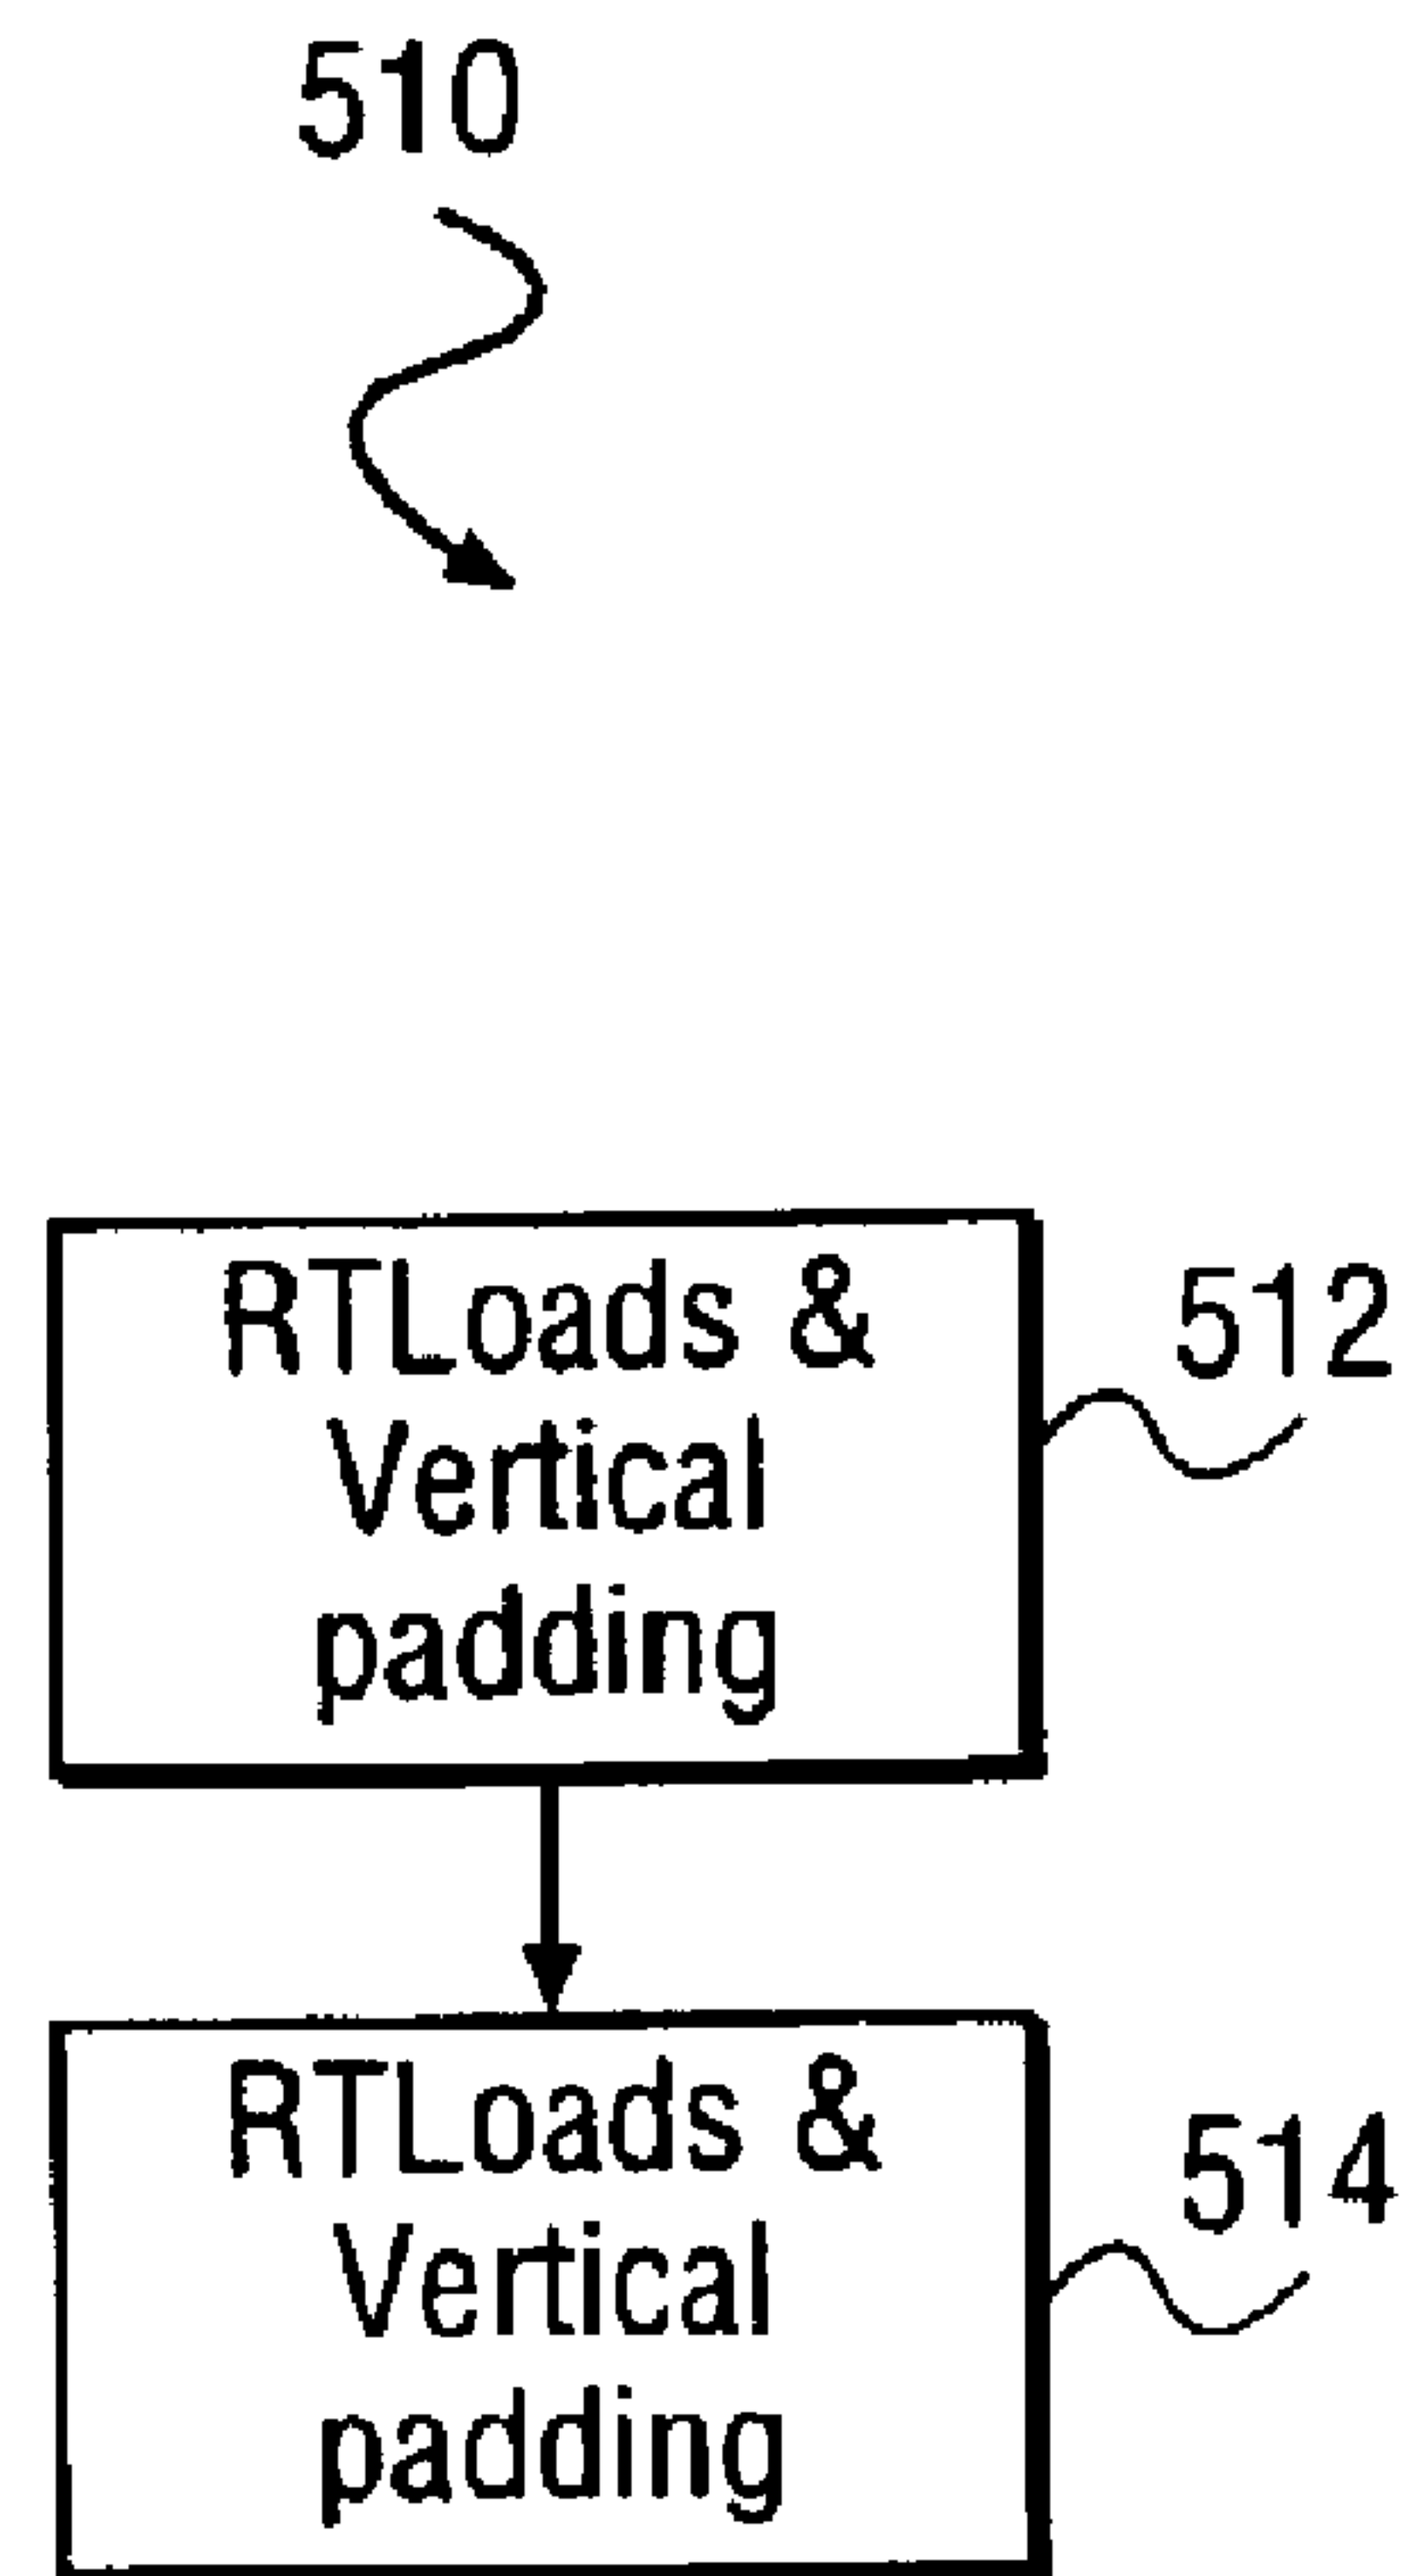 510
RTLoads &
Vertical
padding
512
RTLoads &
Vertical
padding
514